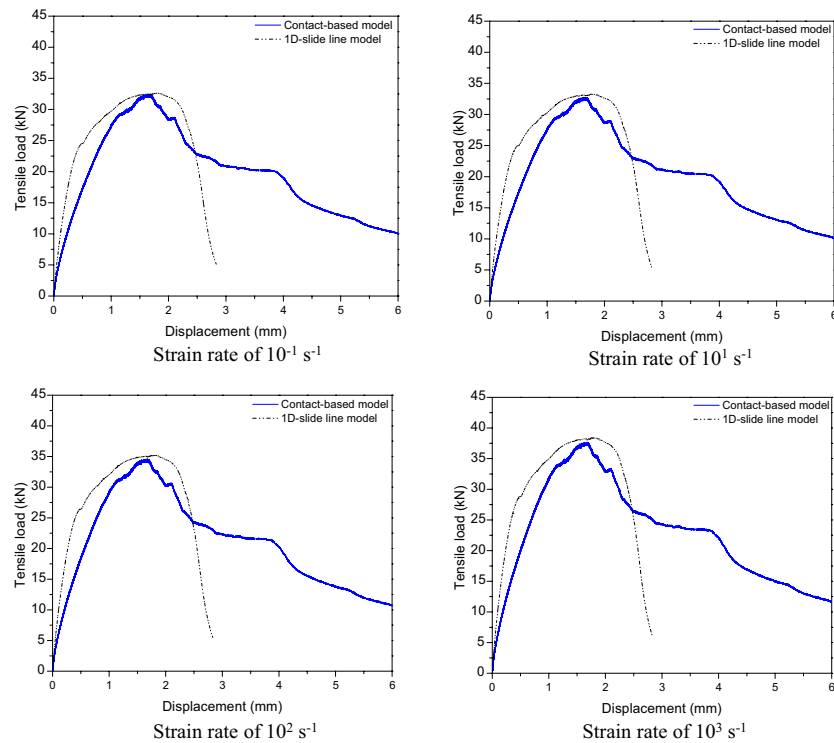 45
40
35
30
25
20
15
10
5
0
Tensile load (kN)
Contact-based model
1D-slide line model
0 1 2 3 4 5 6
Displacement (mm)
Strain rate of 10⁻¹ s⁻¹
45
40
35
30
25
20
15
10
5
0
Tensile load (kN)
Contact-based model
1D-slide line model
0 1 2 3 4 5 6
Displacement (mm)
Strain rate of 10¹ s⁻¹
45
40
35
30
25
20
15
10
5
0
Tensile load (kN)
Contact-based model
1D-slide line model
0 1 2 3 4 5 6
Displacement (mm)
Strain rate of 10² s⁻¹
45
40
35
30
25
20
15
10
5
0
Tensile load (kN)
Contact-based model
1D-slide line model
0 1 2 3 4 5 6
Displacement (mm)
Strain rate of 10³ s⁻¹